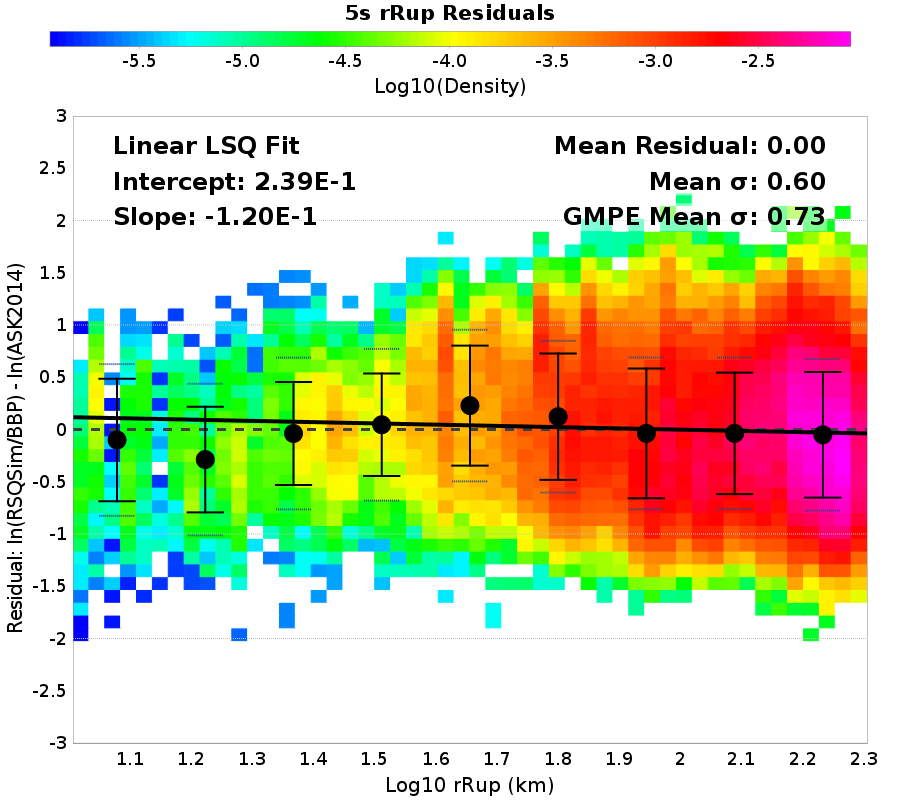 5s rRup Residuals
-5.5 -5.0 -4.5 -4.0 -3.5 -3.0 -2.5
Log10(Density)
Linear LSQ Fit
Intercept: 2.39E-1
Slope: -1.20E-1
Mean Residual: 0.00
Mean σ: 0.60
GMPE Mean σ: 0.73
Residual: ln(RSQSim/BBP) - ln(ASK2014)
3
2.5
2
1.5
1
0.5
0
-0.5
-1
-1.5
-2
-2.5
-3
1.1 1.2 1.3 1.4 1.5 1.6 1.7 1.8 1.9 2 2.1 2.2 2.3
Log10 rRup (km)